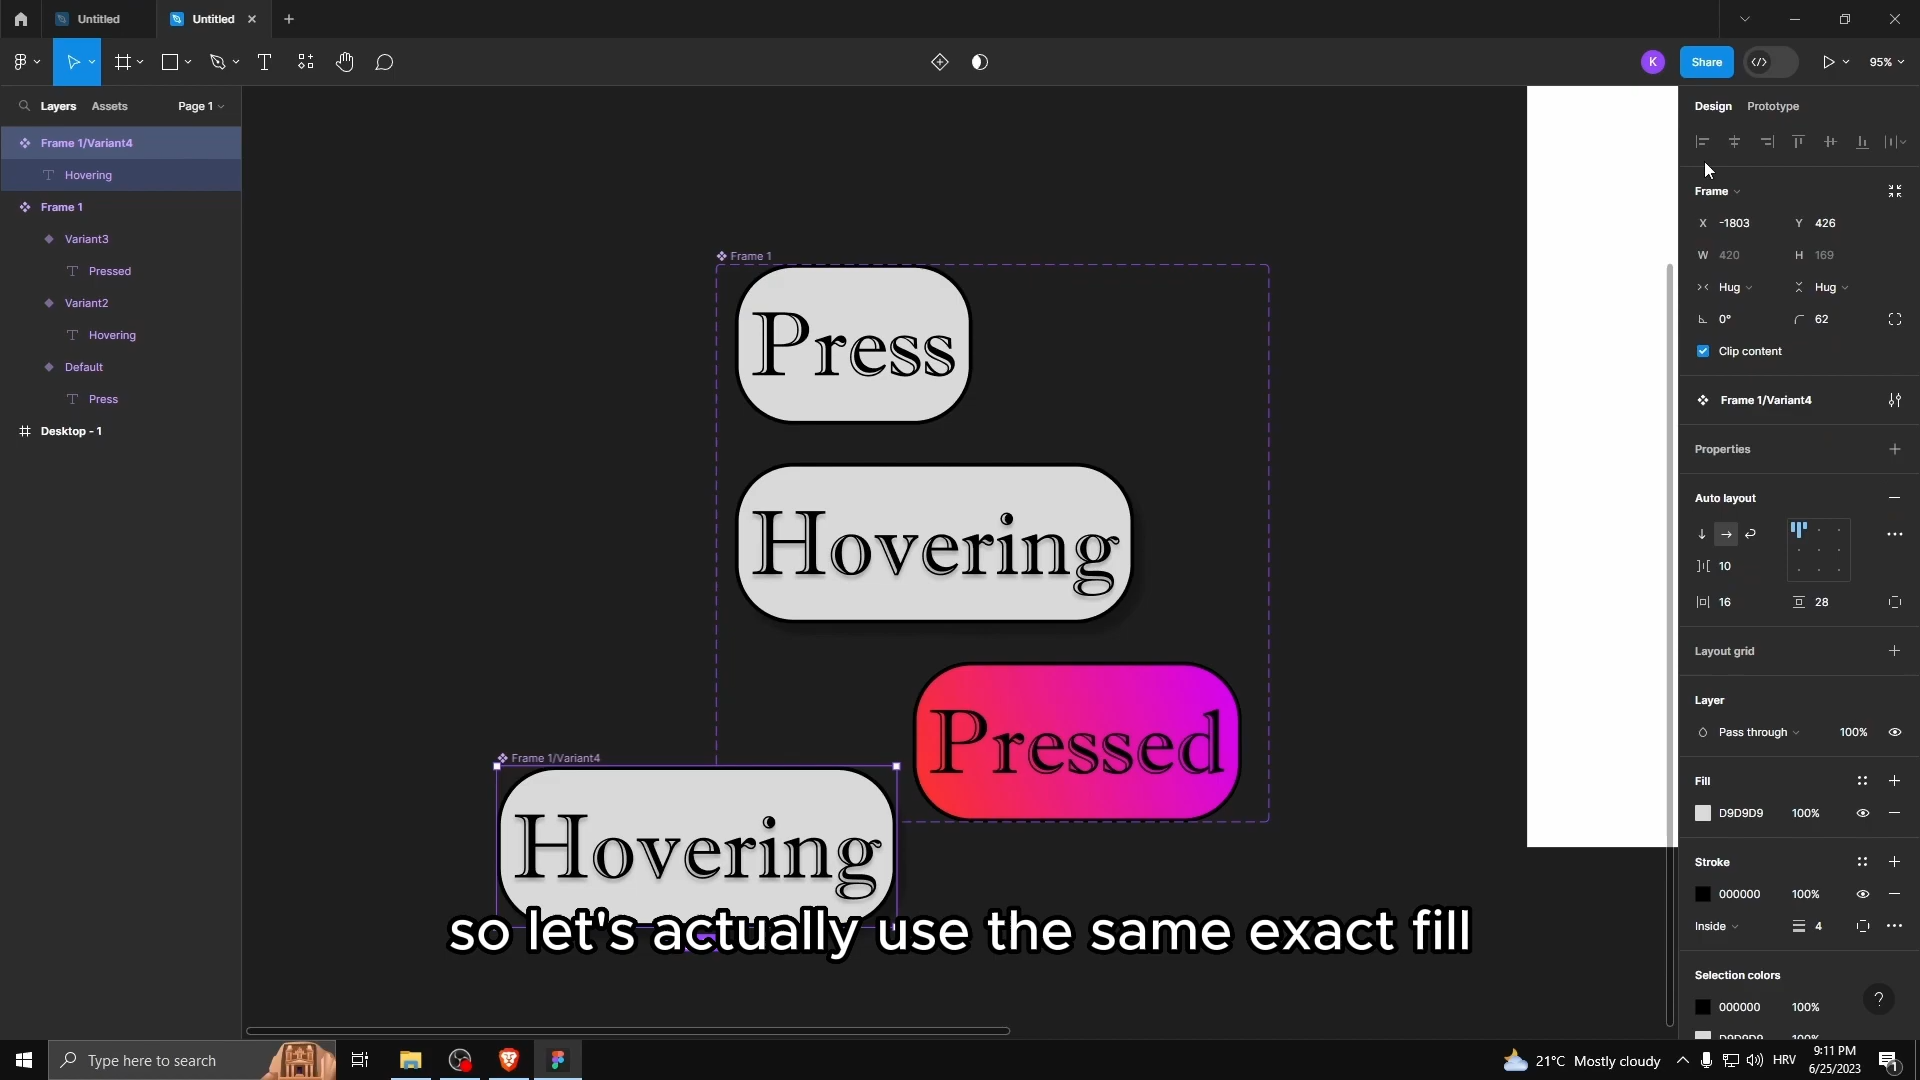 Untitled
Untitled
K
Share
95%
Layers
Assets
Page 1
Frame 1/Variant4
Hovering
Frame 1
Variant3
Pressed
Variant2
Hovering
Default
Press
Desktop - 1
Frame 1
Press
Hovering
Pressed
Frame 1/Variant4
Hovering
so let's actually use the same exact fill
Design
Prototype
Frame
X -1803
Y 426
W 420
H 169
Hug
Hug
0°
62
Clip content
Frame 1/Variant4
Properties
Auto layout
10
16
28
Layout grid
Layer
Pass through
100%
Fill
D9D9D9
100%
Stroke
000000
100%
Inside
4
Selection colors
000000
100%
D9D9D9
100%
?
Type here to search
21°C Mostly cloudy
HRV
9:11 PM
6/25/2023
1